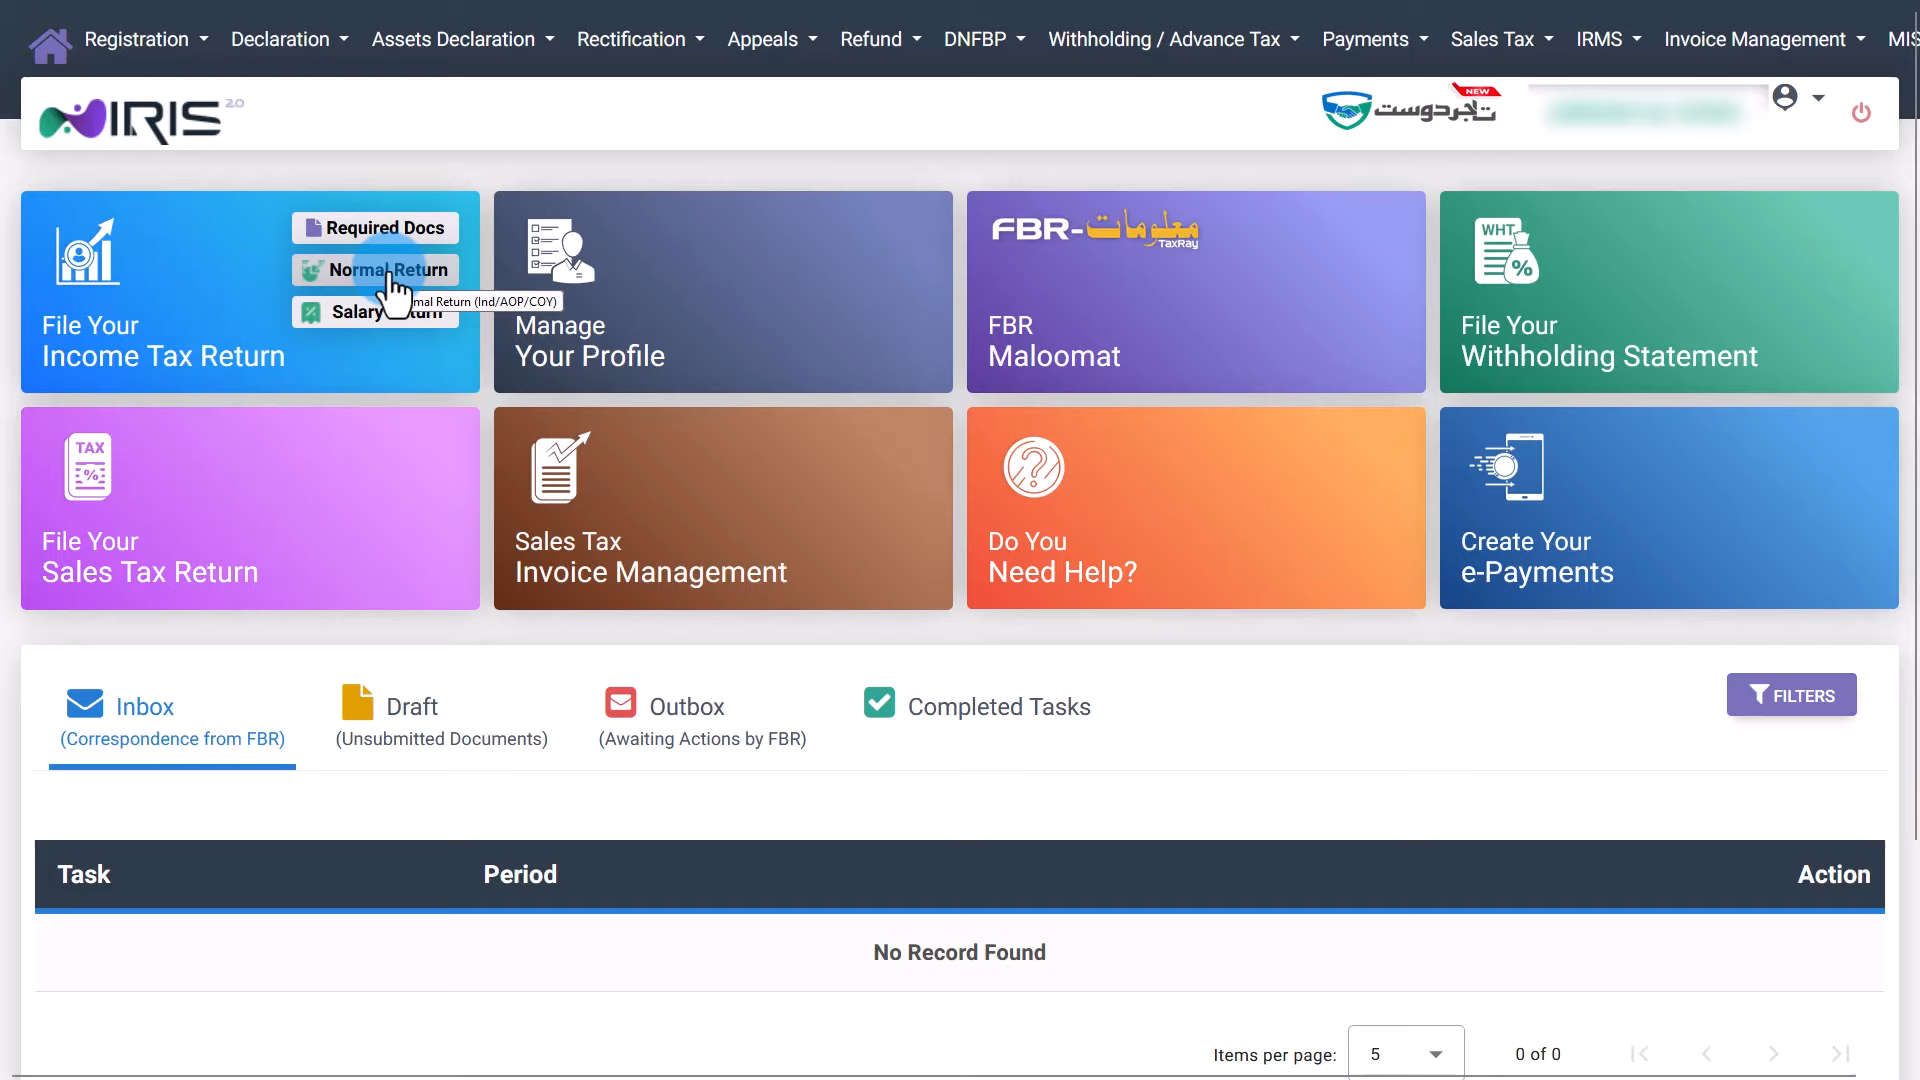 Registration Declaration Assets Declaration Rectification Appeals Refund DNFBP Withholding / Advance Tax Payments Sales Tax IRMS Invoice Management
IRIS 2.0
NEW
تاجر دوست
Required Docs
Normal Return
Salary
mal Return (Ind/AOP/COY)
File Your
Income Tax Return
Manage
Your Profile
FBR-معلومات
TaxRay
FBR
Maloomat
WHT
%
File Your
Withholding Statement
TAX
%
File Your
Sales Tax Return
Sales Tax
Invoice Management
?
Do You
Need Help?
Create Your
e-Payments
Inbox
(Correspondence from FBR)
Draft
(Unsubmitted Documents)
Outbox
(Awaiting Actions by FBR)
Completed Tasks
FILTERS
Task Period Action
No Record Found
Items per page: 5 0 of 0